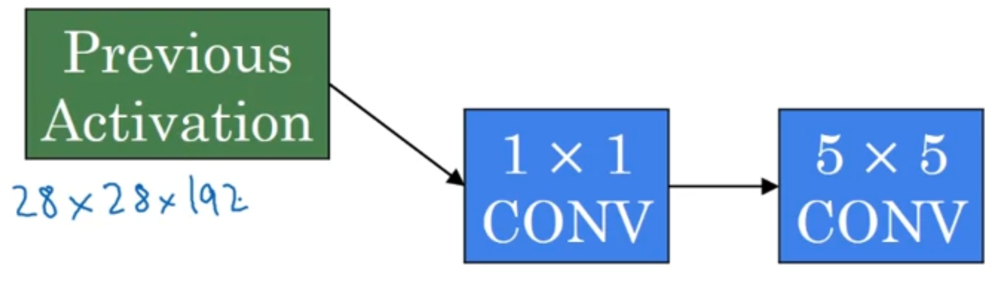 Previous
Activation
28 × 28 × 192
1 × 1
CONV
5 × 5
CONV